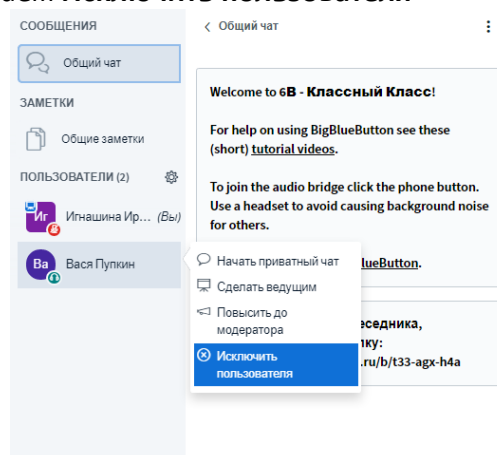 СООБЩЕНИЯ
Общий чат
ЗАМЕТКИ
Общие заметки
ПОЛЬЗОВАТЕЛИ (2)
Иг
Игнашина Ир... (Вы)
Ва
Вася Пупкин
Общий чат
Welcome to 6В - Классный Класс!
For help on using BigBlueButton see these
(short) tutorial videos.
To join the audio bridge click the phone button.
Use a headset to avoid causing background noise
for others.
lueButton.
Начать приватный чат
Сделать ведущим
Повысить до
модератора
Исключить
пользователя
еседника,
лку:
.ru/b/t33-agx-h4a